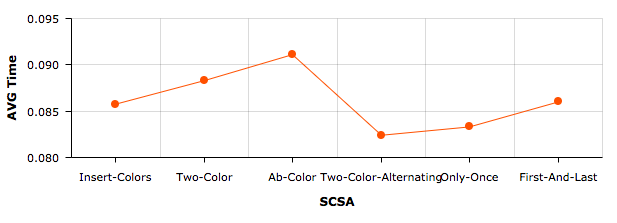 0.095
0.090
0.085
0.080
AVG Time
Insert-Colors Two-Color Ab-Color Two-Color-Alternating Only-Once First-And-Last
SCSA